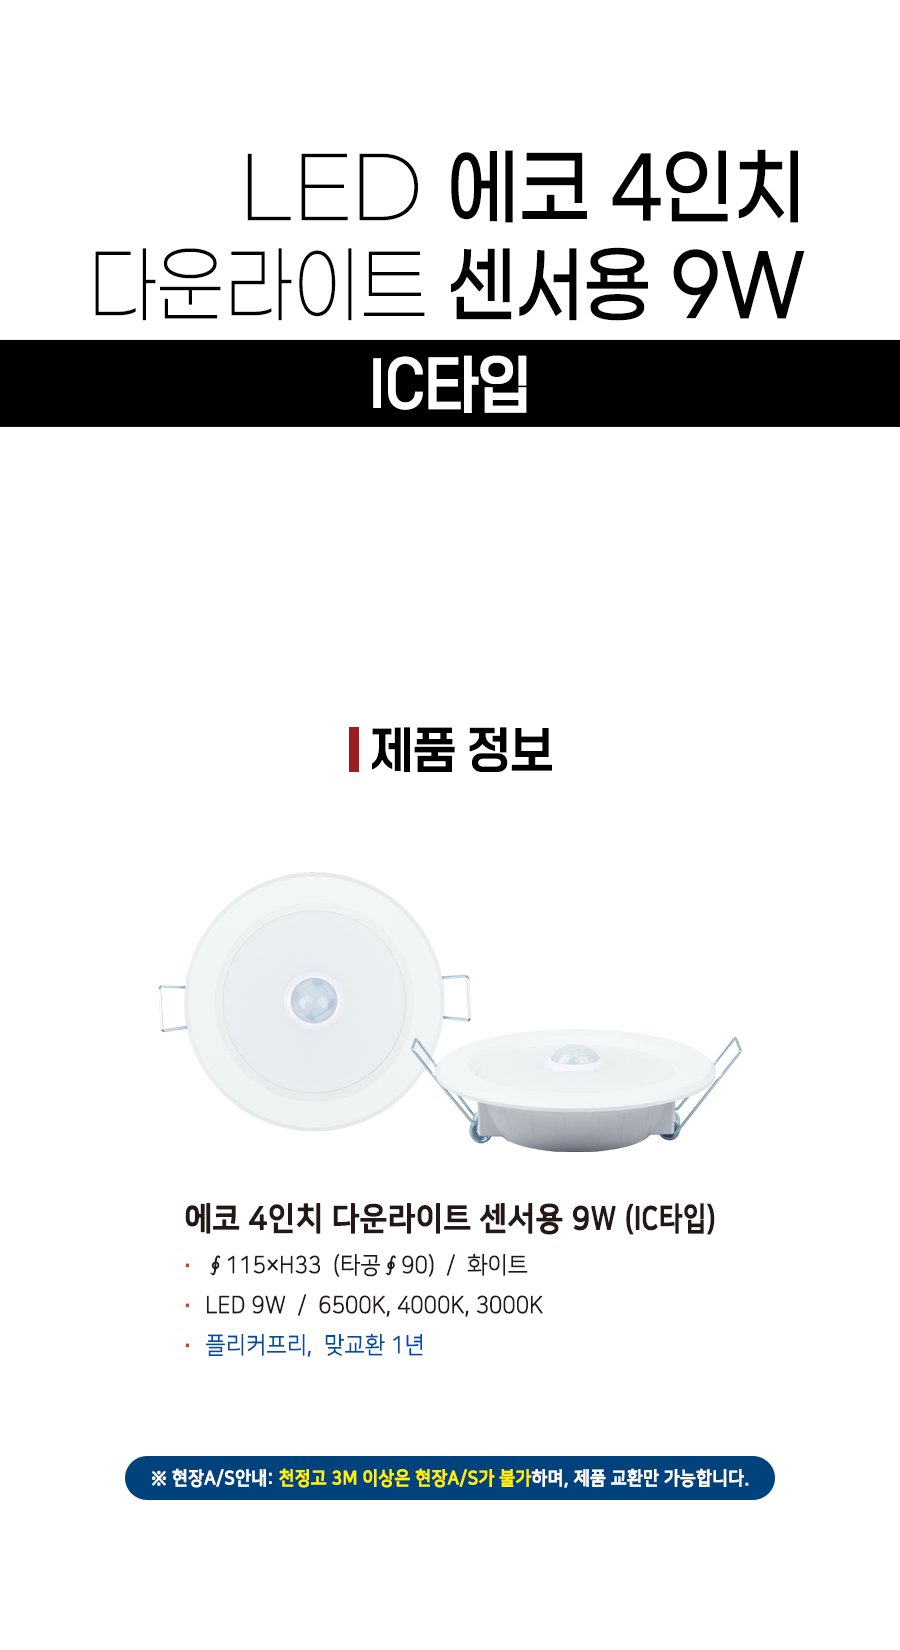 LED 에코 4인치
다운라이트 센서용 9W
IC타입
제품 정보
에코 4인치 다운라이트 센서용 9W (IC타입)
· ∮115×H33 (타공∮90) / 화이트
· LED 9W / 6500K, 4000K, 3000K
· 플리커프리, 맞교환 1년
※ 현장A/S안내: 천정고 3M 이상은 현장A/S가 불가하며, 제품 교환만 가능합니다.